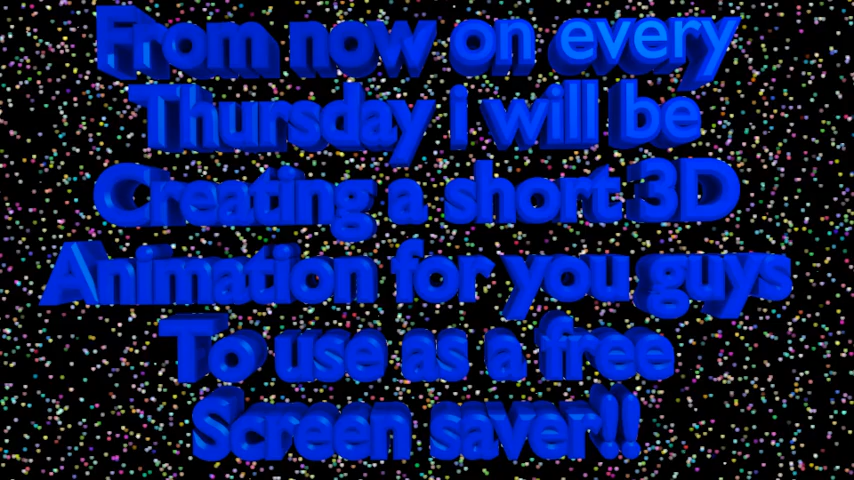 From now on every
Thursday i will be
Creating a short 3D
Animation for you guys
To use as a free
Screen saver!!